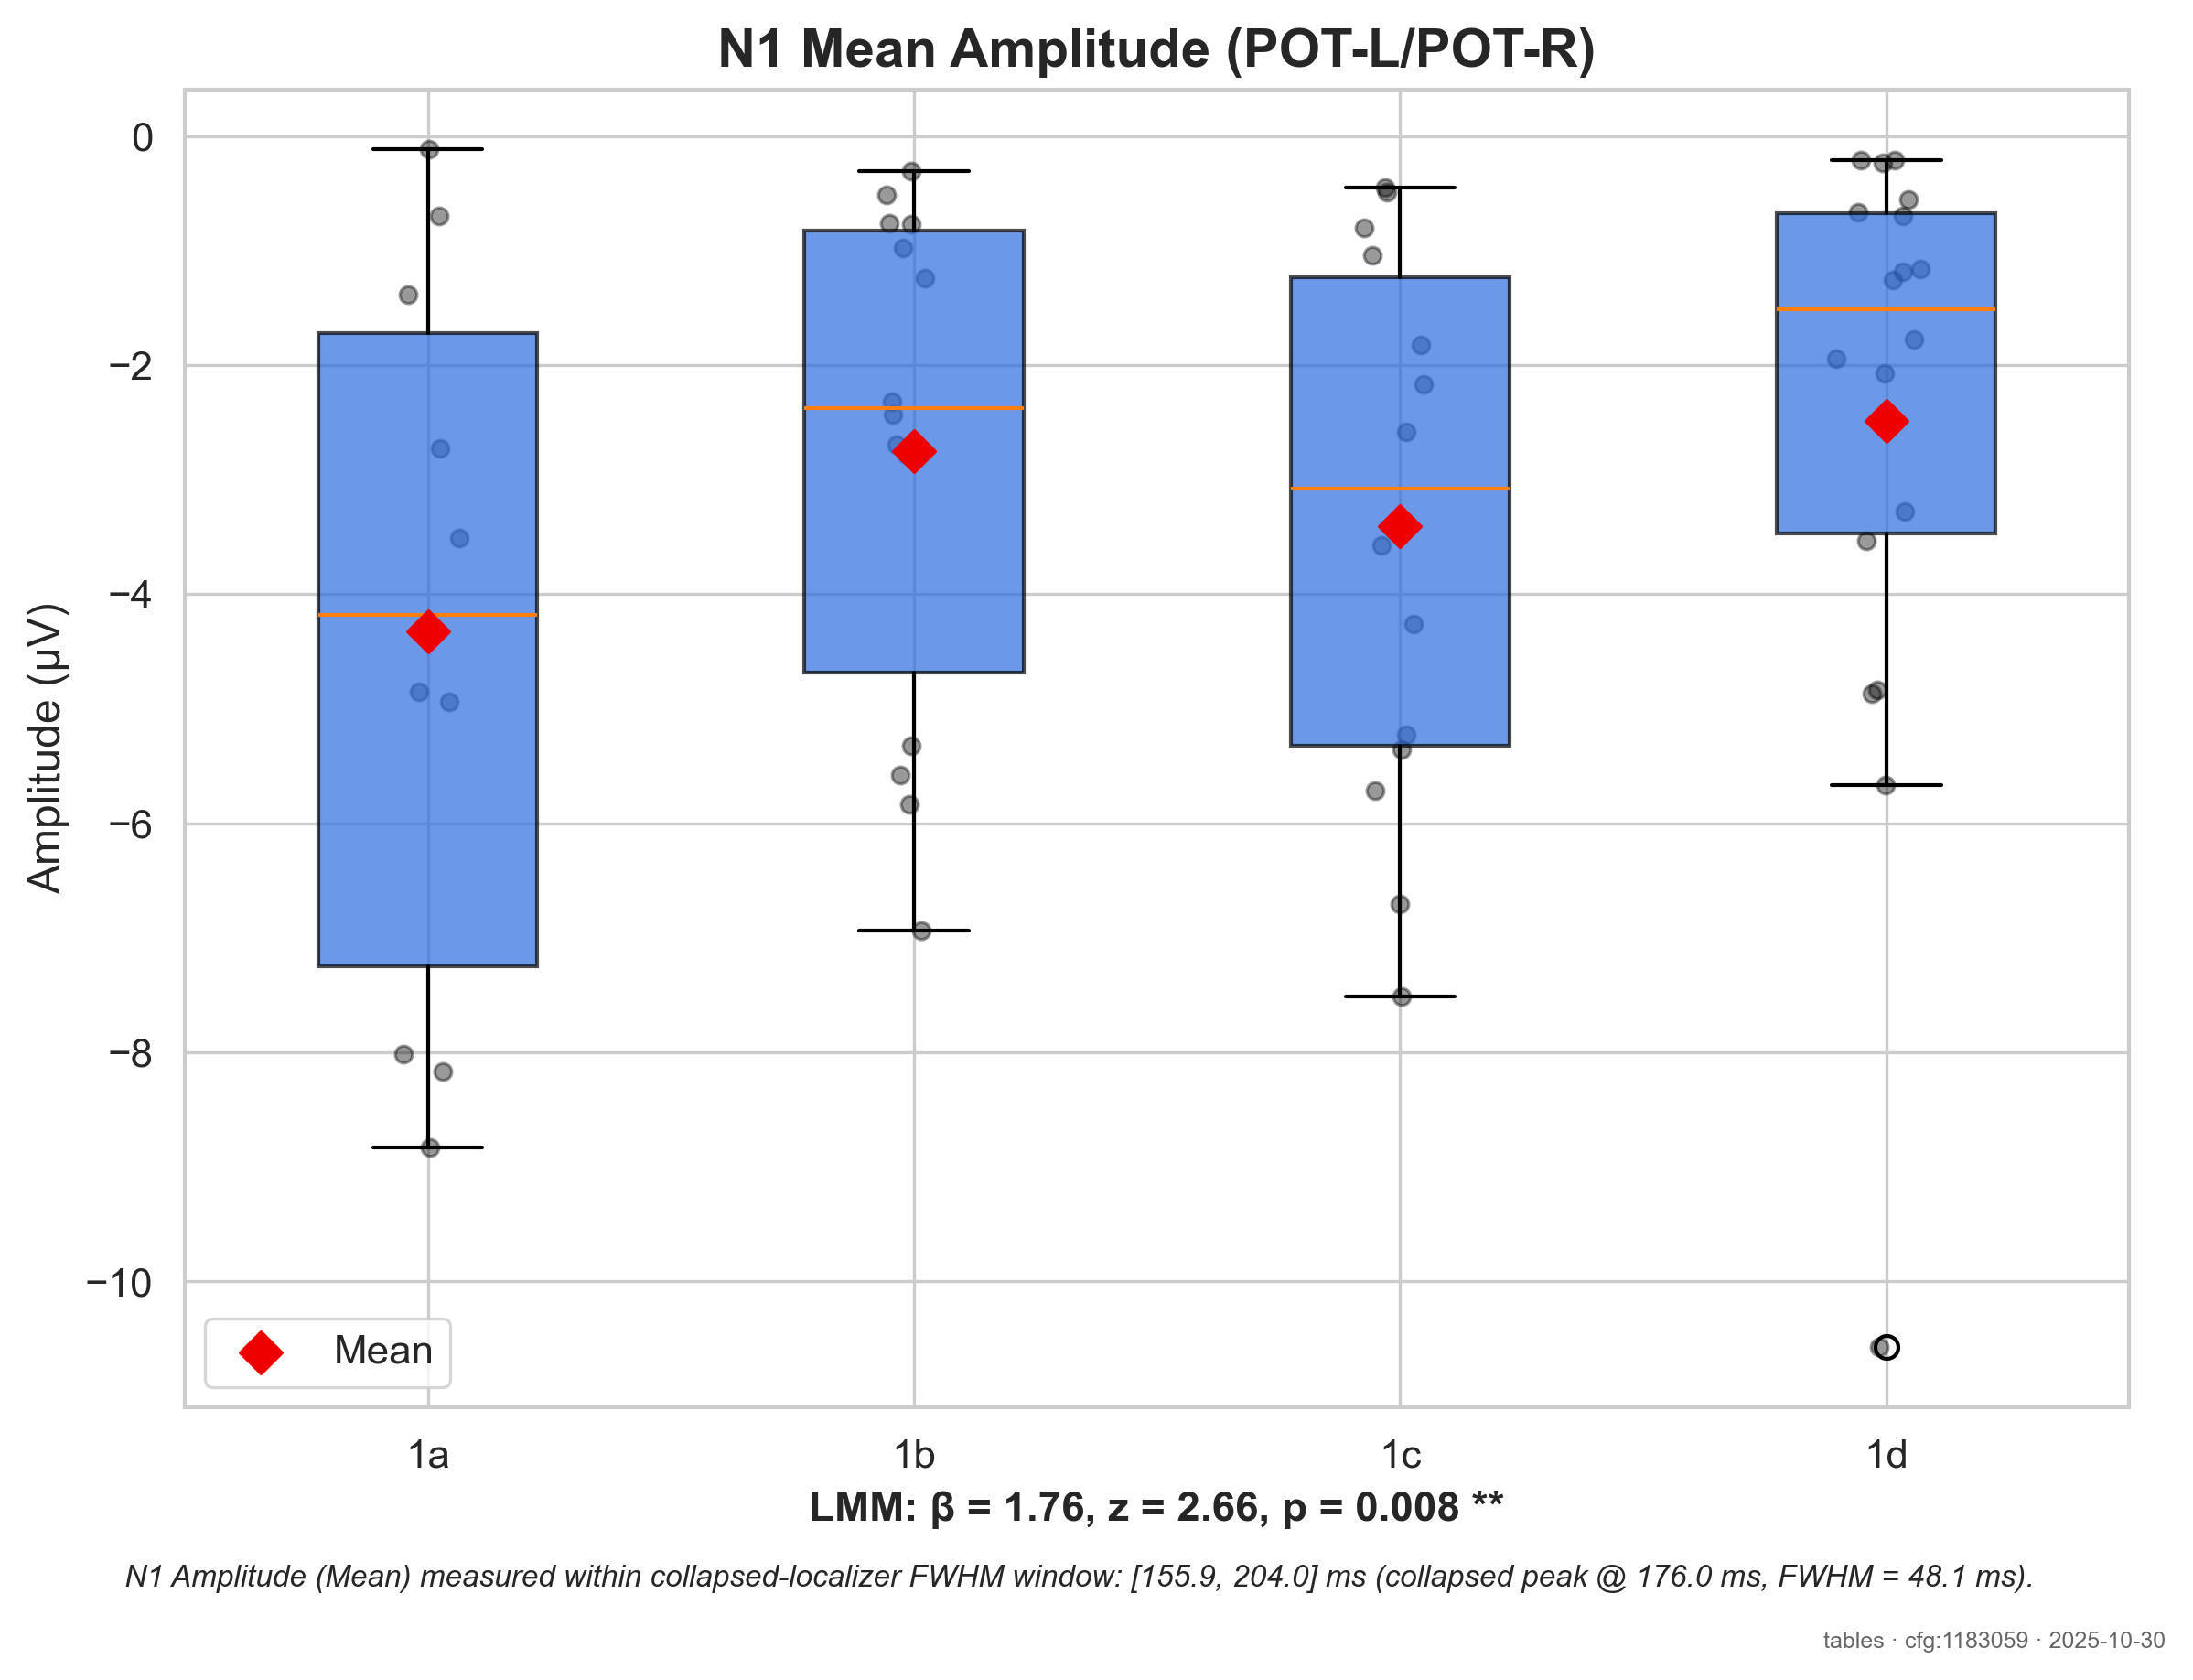 N1 Mean Amplitude (POT-L/POT-R)
Amplitude (µV)
0
−2
−4
−6
−8
−10
Mean
1a 1b 1c 1d
LMM: β = 1.76, z = 2.66, p = 0.008 **
N1 Amplitude (Mean) measured within collapsed-localizer FWHM window: [155.9, 204.0] ms (collapsed peak @ 176.0 ms, FWHM = 48.1 ms).
tables · cfg:1183059 · 2025-10-30